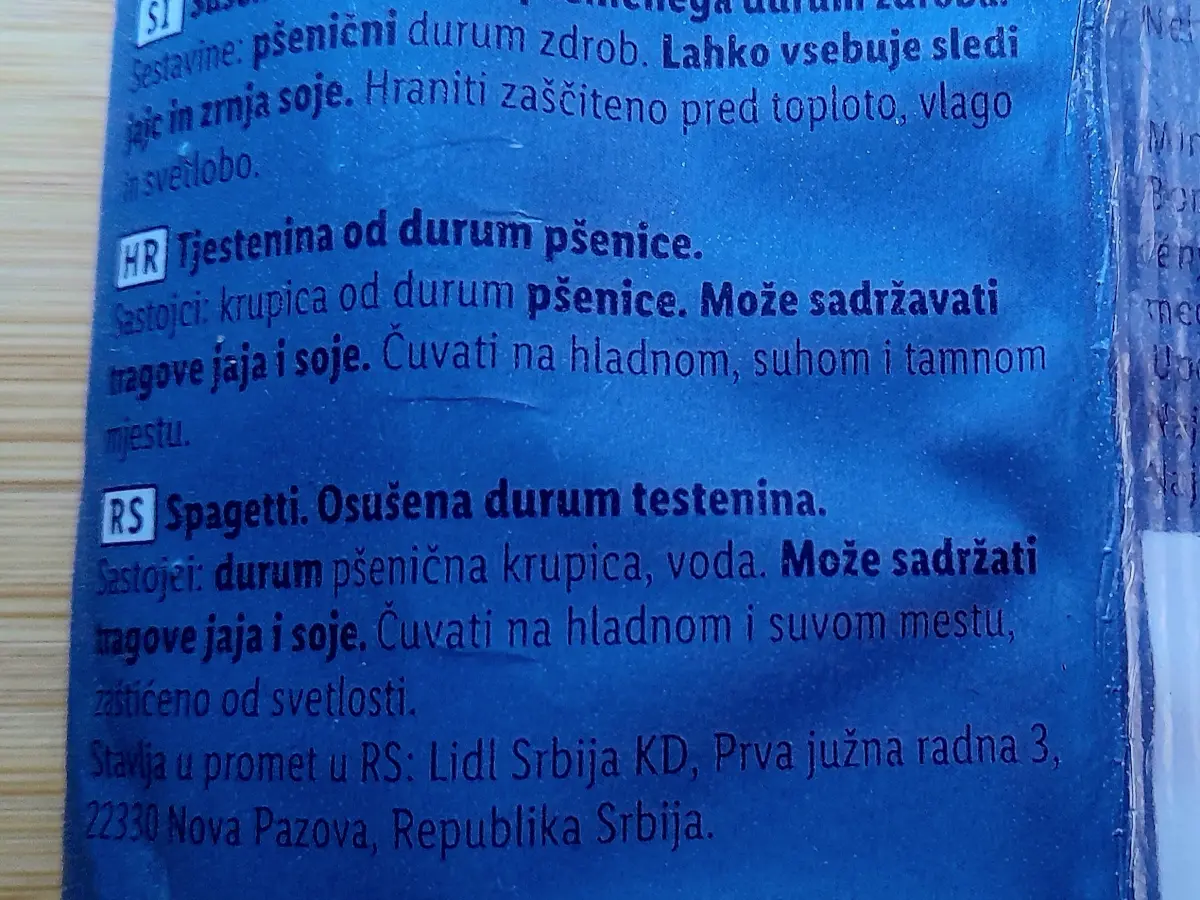 SI
Sestavine: pšenični durum zdrob. Lahko vsebuje sledi
jajc in zrnja soje. Hraniti zaščiteno pred toploto, vlago
in svetlobo.
HR Tjestenina od durum pšenice.
Sastojci: krupica od durum pšenice. Može sadržavati
tragove jaja i soje. Čuvati na hladnom, suhom i tamnom
mjestu.
RS Spagetti. Osušena durum testenina.
Sastojci: durum pšenična krupica, voda. Može sadržati
tragove jaja i soje. Čuvati na hladnom i suvom mestu,
zaštićeno od svetlosti.
Stavlja u promet u RS: Lidl Srbija KD, Prva južna radna 3,
22330 Nova Pazova, Republika Srbija.